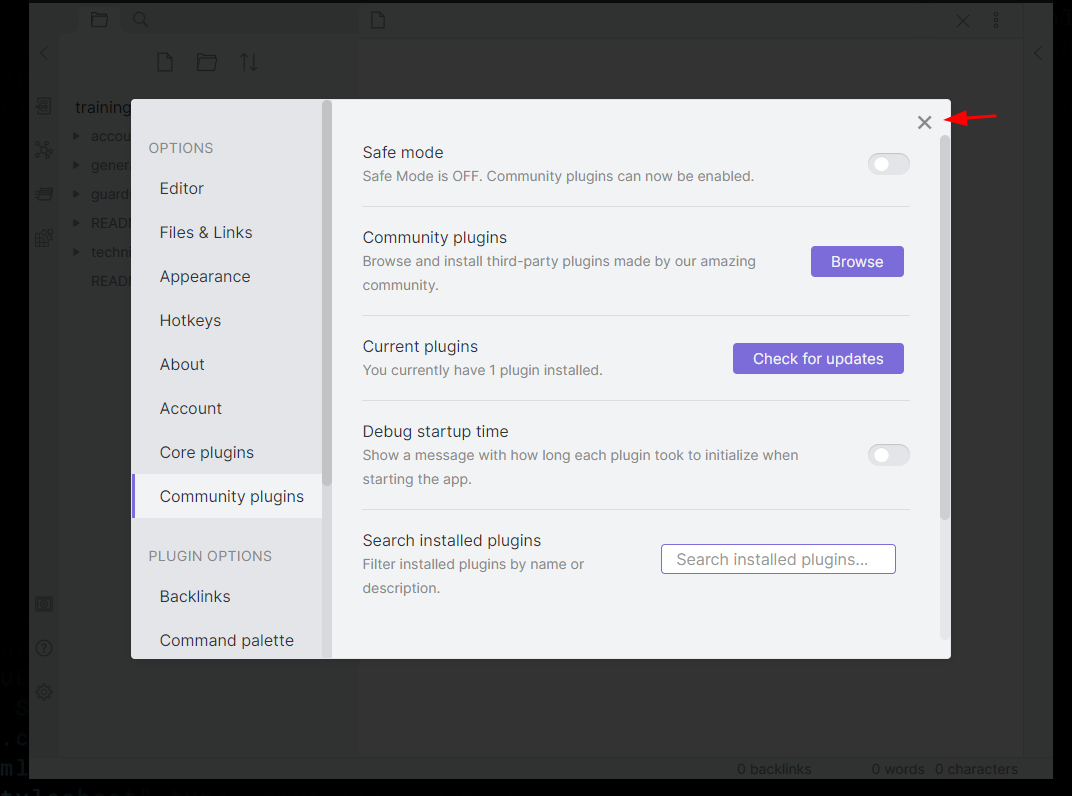 training
accou
genera
guard
READM
techni
READM
OPTIONS
Editor
Files & Links
Appearance
Hotkeys
About
Account
Core plugins
Community plugins
PLUGIN OPTIONS
Backlinks
Command palette
Safe mode
Safe Mode is OFF. Community plugins can now be enabled.
Community plugins
Browse and install third-party plugins made by our amazing
community.
Browse
Current plugins
You currently have 1 plugin installed.
Check for updates
Debug startup time
Show a message with how long each plugin took to initialize when
starting the app.
Search installed plugins
Filter installed plugins by name or
description.
Search installed plugins...
0 backlinks
0 words
0 characters